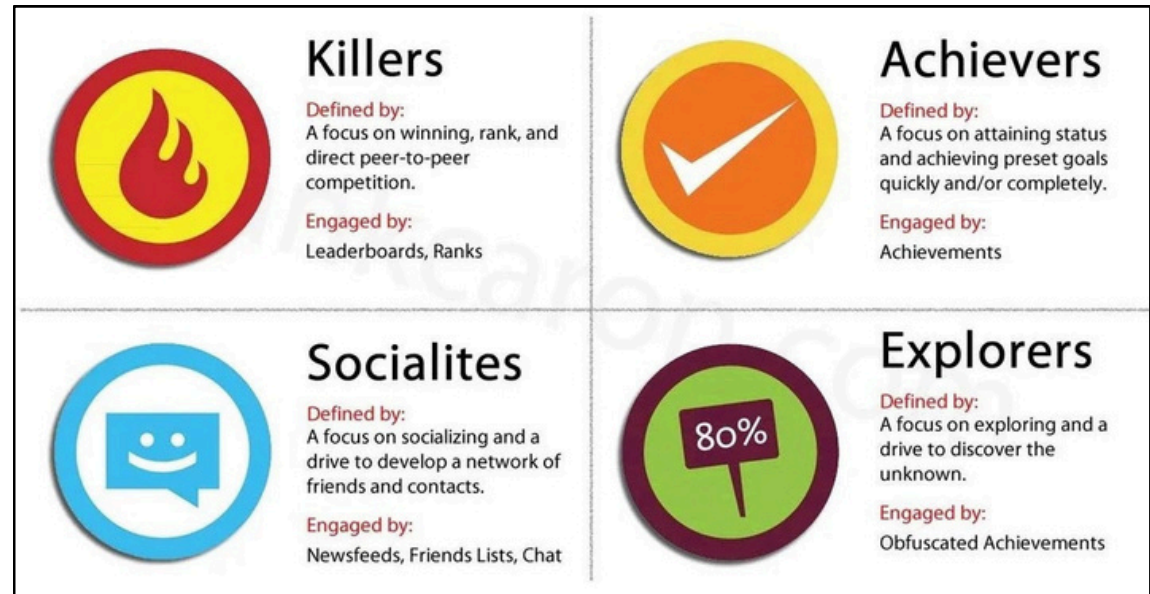 Killers
Defined by:
A focus on winning, rank, and
direct peer-to-peer
competition.
Engaged by:
Leaderboards, Ranks
Achievers
Defined by:
A focus on attaining status
and achieving preset goals
quickly and/or completely.
Engaged by:
Achievements
Socialites
Defined by:
A focus on socializing and a
drive to develop a network of
friends and contacts.
Engaged by:
Newsfeeds, Friends Lists, Chat
80%
Explorers
Defined by:
A focus on exploring and a
drive to discover the
unknown.
Engaged by:
Obfuscated Achievements